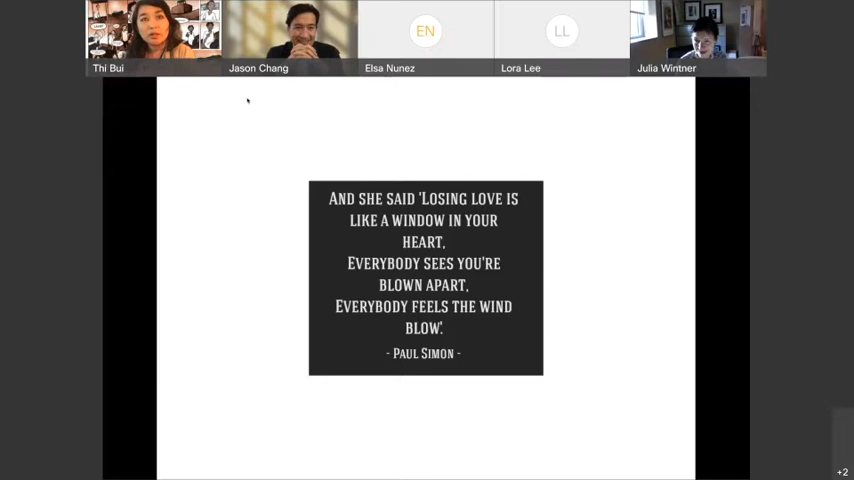 EN
LL
Thi Bui
Jason Chang
Elsa Nunez
Lora Lee
Julia Wintner
AND SHE SAID 'LOSING LOVE IS
LIKE A WINDOW IN YOUR
HEART,
EVERYBODY SEES YOU'RE
BLOWN APART,
EVERYBODY FEELS THE WIND
BLOW'.
- PAUL SIMON -
+2